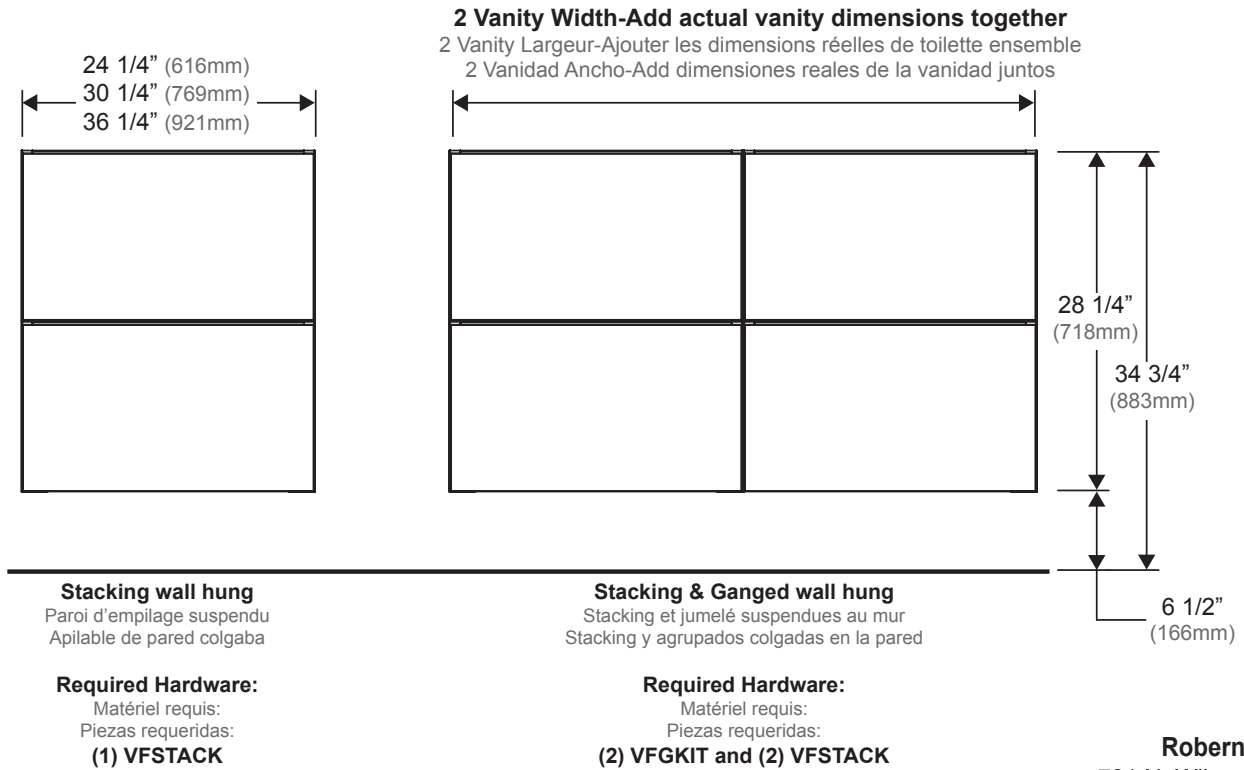 2 Vanity Width-Add actual vanity dimensions together
2 Vanity Largeur-Ajouter les dimensions réelles de toilette ensemble
2 Vanidad Ancho-Add dimensiones reales de la vanidad juntos
24 1/4” (616mm)
30 1/4” (769mm)
36 1/4” (921mm)
28 1/4”
(718mm)
34 3/4”
(883mm)
6 1/2”
(166mm)
Stacking wall hung
Paroi d’empilage suspendu
Apilable de pared colgaba
Required Hardware:
Matériel requis:
Piezas requeridas:
(1) VFSTACK
Stacking & Ganged wall hung
Stacking et jumelé suspendues au mur
Stacking y agrupados colgadas en la pared
Required Hardware:
Matériel requis:
Piezas requeridas:
(2) VFGKIT and (2) VFSTACK
Robern